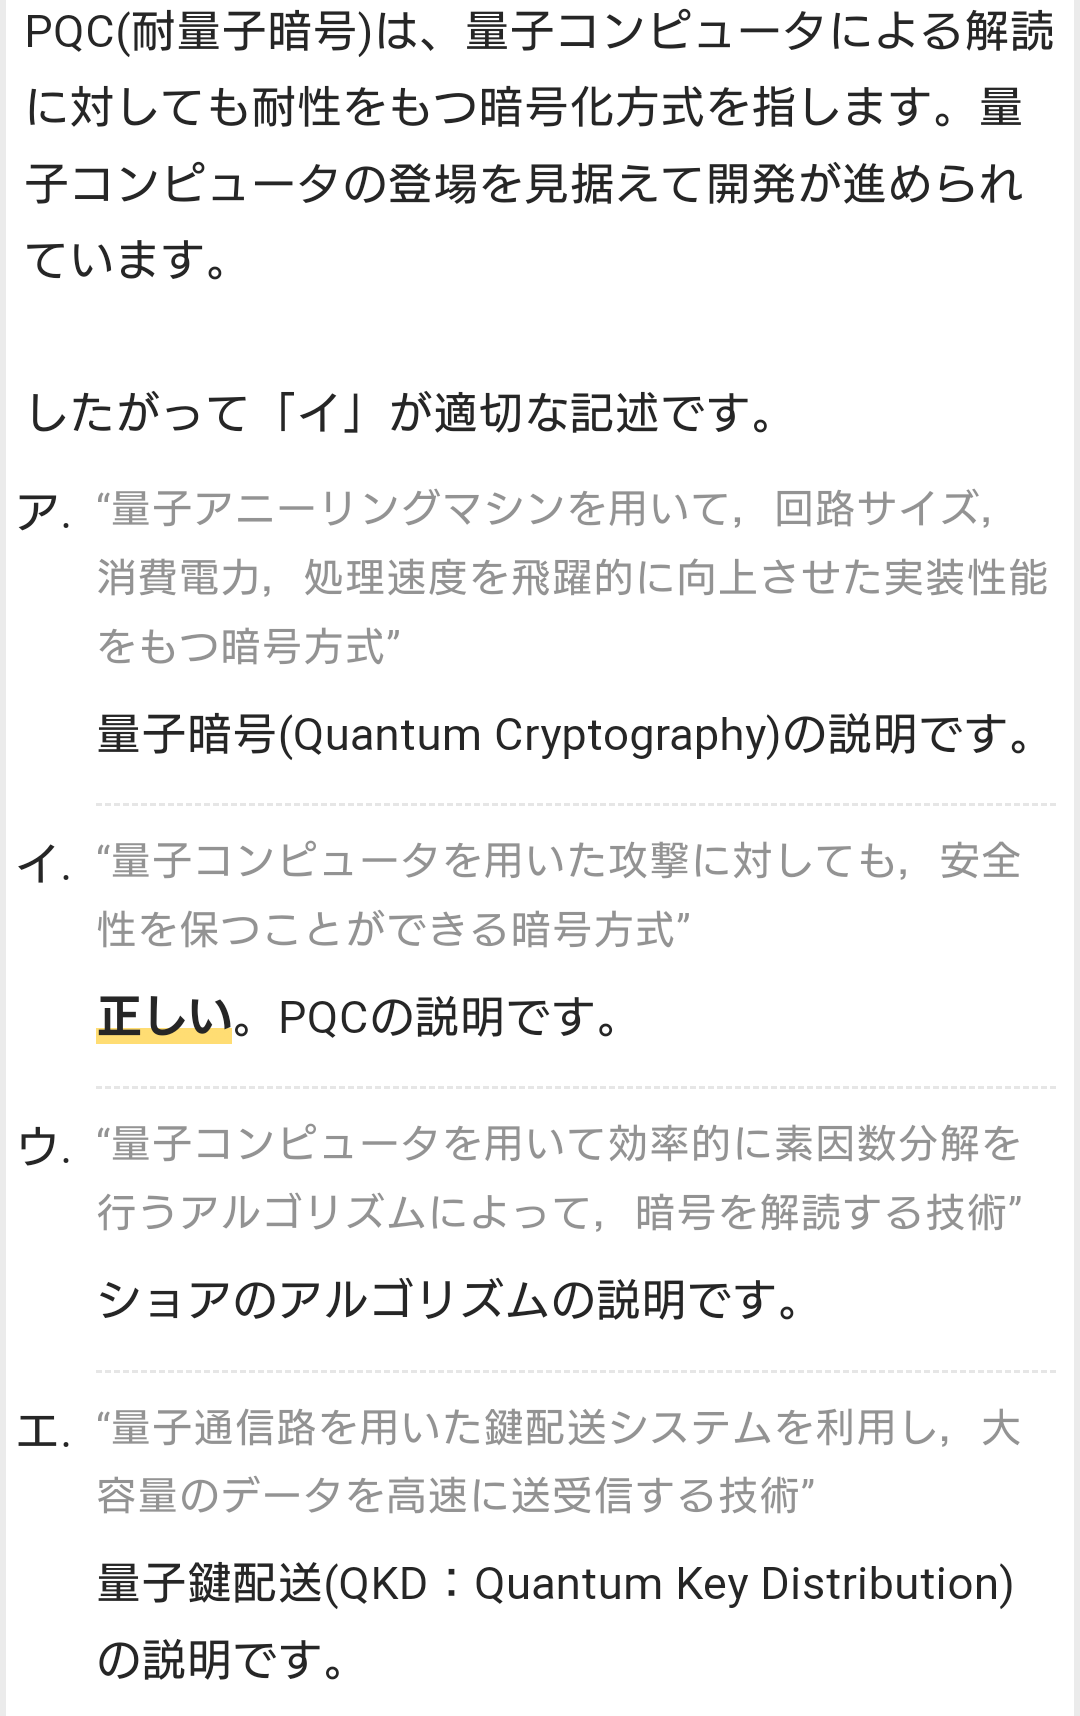 PQC(耐量子暗号)は、量子コンピュータによる解読
に対しても耐性をもつ暗号化方式を指します。量
子コンピュータの登場を見据えて開発が進められ
ています。
したがって「イ」が適切な記述です。
ア. “量子アニーリングマシンを用いて，回路サイズ，
消費電力，処理速度を飛躍的に向上させた実装性能
をもつ暗号方式”
量子暗号(Quantum Cryptography)の説明です。
イ. “量子コンピュータを用いた攻撃に対しても，安全
性を保つことができる暗号方式”
正しい。PQCの説明です。
ウ. “量子コンピュータを用いて効率的に素因数分解を
行うアルゴリズムによって，暗号を解読する技術”
ショアのアルゴリズムの説明です。
エ. “量子通信路を用いた鍵配送システムを利用し，大
容量のデータを高速に送受信する技術”
量子鍵配送(QKD：Quantum Key Distribution)
の説明です。